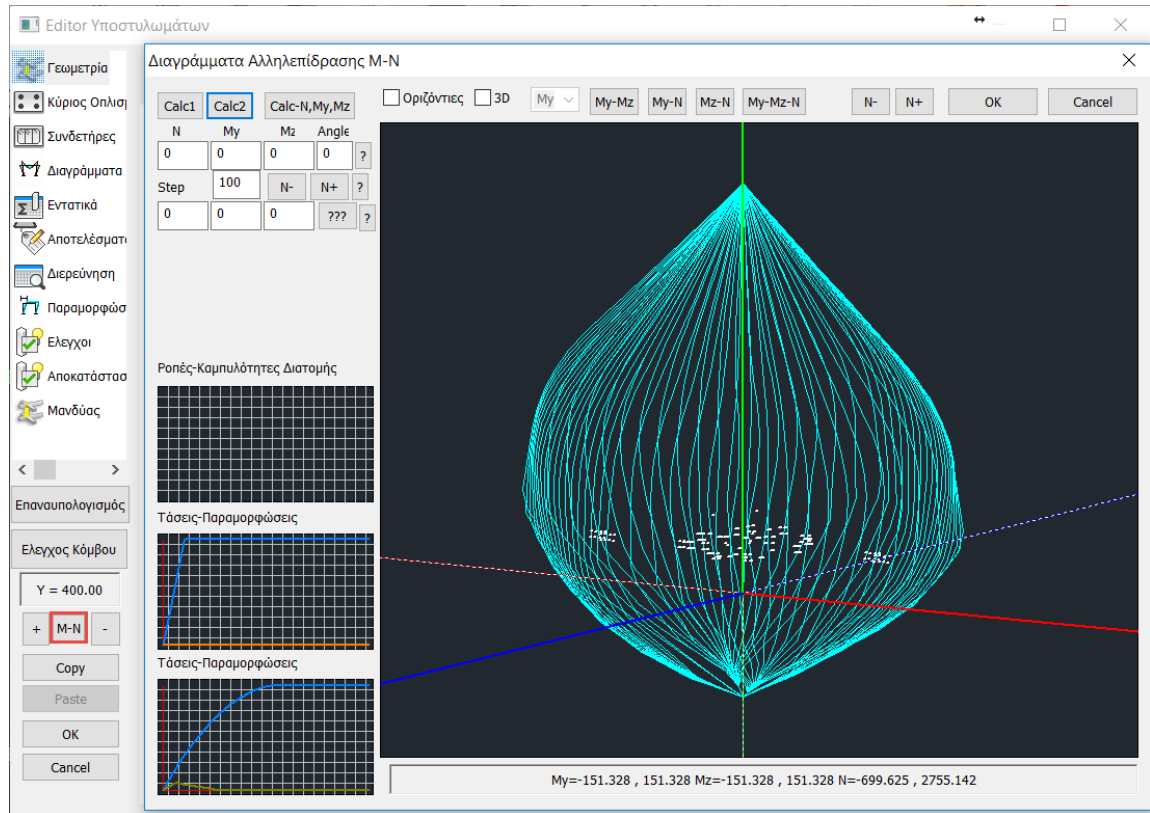 Editor Υποστυλωμάτων
Γεωμετρία
Κύριος Οπλισμ
Συνδετήρες
Διαγράμματα
Εντατικά
Αποτελέσματ
Διερεύνηση
Παραμορφώσ
Ελεγχοι
Αποκατάστασ
Μανδύας
Επαναυπολογισμός
Ελεγχος Κόμβου
Y = 400.00
+ M-N -
Copy
Paste
OK
Cancel
Διαγράμματα Αλληλεπίδρασης M-N
Calc1 Calc2 Calc-N,My,Mz
Οριζόντιες 3D My My-Mz My-N Mz-N My-Mz-N N- N+ OK Cancel
N My Mz Angle
0 0 0 0 ?
Step 100 N- N+ ?
0 0 0 ??? ?
Ροπές-Καμπυλότητες Διατομής
Τάσεις-Παραμορφώσεις
Τάσεις-Παραμορφώσεις
My=-151.328 , 151.328 Mz=-151.328 , 151.328 N=-699.625 , 2755.142